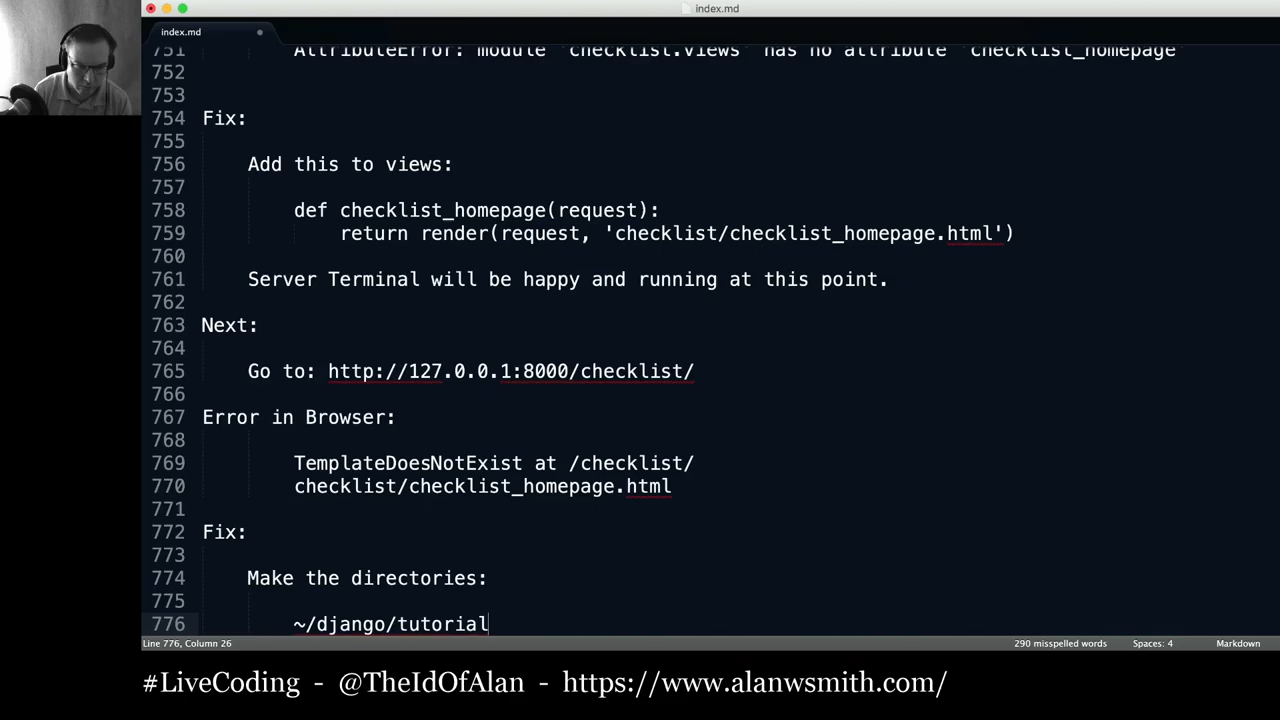 index.md
index.md
751 AttributeError: module 'checklist.views' has no attribute 'checklist_homepage'
752
753
754 Fix:
755
756 Add this to views:
757
758 def checklist_homepage(request):
759 return render(request, 'checklist/checklist_homepage.html')
760
761 Server Terminal will be happy and running at this point.
762
763 Next:
764
765 Go to: http://127.0.0.1:8000/checklist/
766
767 Error in Browser:
768
769 TemplateDoesNotExist at /checklist/
770 checklist/checklist_homepage.html
771
772 Fix:
773
774 Make the directories:
775
776 ~/django/tutorial
Line 776, Column 26 290 misspelled words Spaces: 4 Markdown
#LiveCoding - @TheIdOfAlan - https://www.alanwsmith.com/